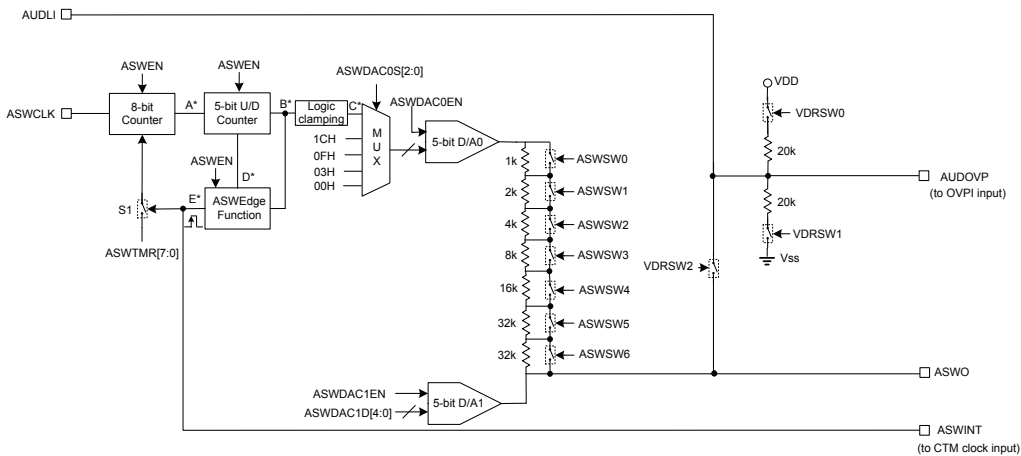 AUDLI
ASWCLK
ASWEN
8-bit
Counter
A*
ASWEN
5-bit U/D
Counter
B*
Logic
clamping
C*
ASWDAC0S[2:0]
1CH
0FH
03H
00H
M
U
X
ASWDAC0EN
5-bit D/A0
D*
ASWEN
E*
ASWEdge
Function
S1
ASWTMR[7:0]
1k
ASWSW0
2k
ASWSW1
4k
ASWSW2
8k
ASWSW3
16k
ASWSW4
32k
ASWSW5
32k
ASWSW6
VDD
VDRSW0
20k
AUDOVP
(to OVPI input)
20k
VDRSW1
Vss
VDRSW2
ASWO
ASWDAC1EN
ASWDAC1D[4:0]
5-bit D/A1
ASWINT
(to CTM clock input)